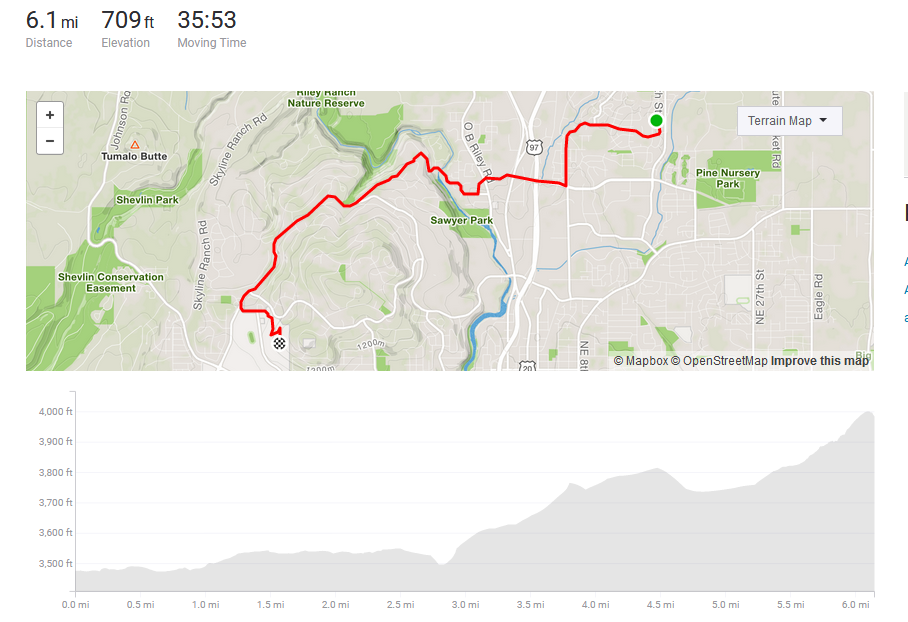 6.1 mi 709 ft 35:53
Distance Elevation Moving Time
+
−
Terrain Map
Riley Ranch
Nature Reserve
Johnson Rd
Skyline Ranch Rd
Tumalo Butte
O B Riley Rd
97
h St
Pine Nursery
Park
Shevlin Park
Sawyer Park
Skyline Ranch Rd
Shevlin Conservation
Easement
NE 27th St
Eagle Rd
1200m
1200m
NE 8th
20
Big
© Mapbox © OpenStreetMap Improve this map
4,000 ft
3,900 ft
3,800 ft
3,700 ft
3,600 ft
3,500 ft
0.0 mi 0.5 mi 1.0 mi 1.5 mi 2.0 mi 2.5 mi 3.0 mi 3.5 mi 4.0 mi 4.5 mi 5.0 mi 5.5 mi 6.0 mi